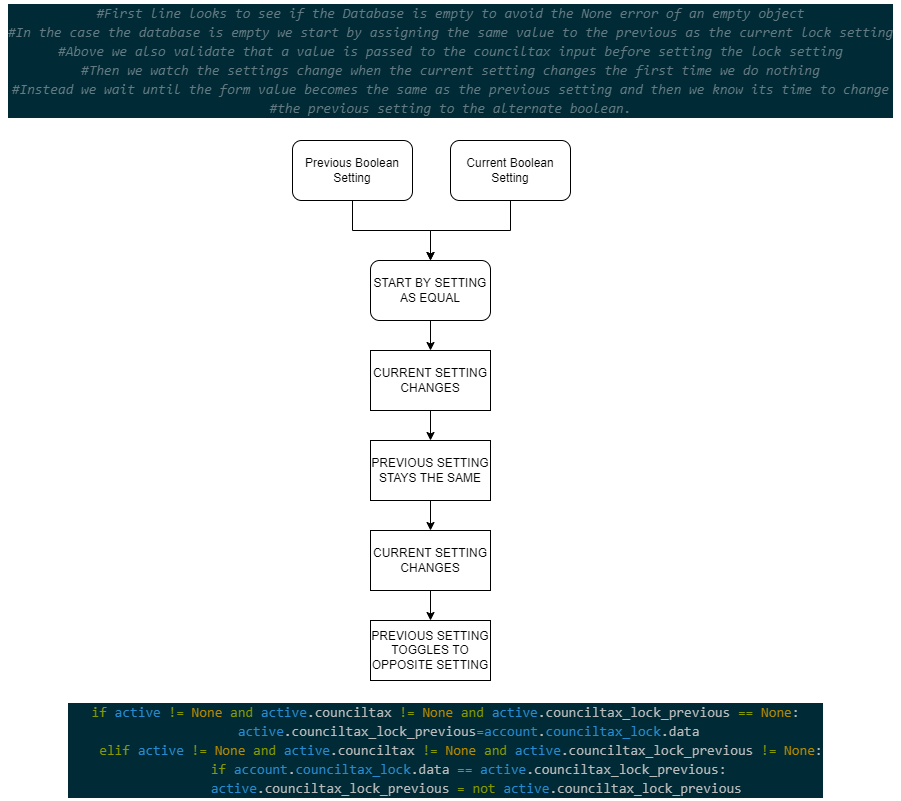 #First line looks to see if the Database is empty to avoid the None error of an empty object
#In the case the database is empty we start by assigning the same value to the previous as the current lock setting
#Above we also validate that a value is passed to the counciltax input before setting the lock setting
#Then we watch the settings change when the current setting changes the first time we do nothing
#Instead we wait until the form value becomes the same as the previous setting and then we know its time to change
#the previous setting to the alternate boolean.
Previous Boolean
Setting
Current Boolean
Setting
START BY SETTING
AS EQUAL
CURRENT SETTING
CHANGES
PREVIOUS SETTING
STAYS THE SAME
CURRENT SETTING
CHANGES
PREVIOUS SETTING
TOGGLES TO
OPPOSITE SETTING
if active != None and active.counciltax != None and active.counciltax_lock_previous == None:
active.counciltax_lock_previous=account.counciltax_lock.data
elif active != None and active.counciltax != None and active.counciltax_lock_previous != None:
if account.counciltax_lock.data == active.counciltax_lock_previous:
active.counciltax_lock_previous = not active.counciltax_lock_previous